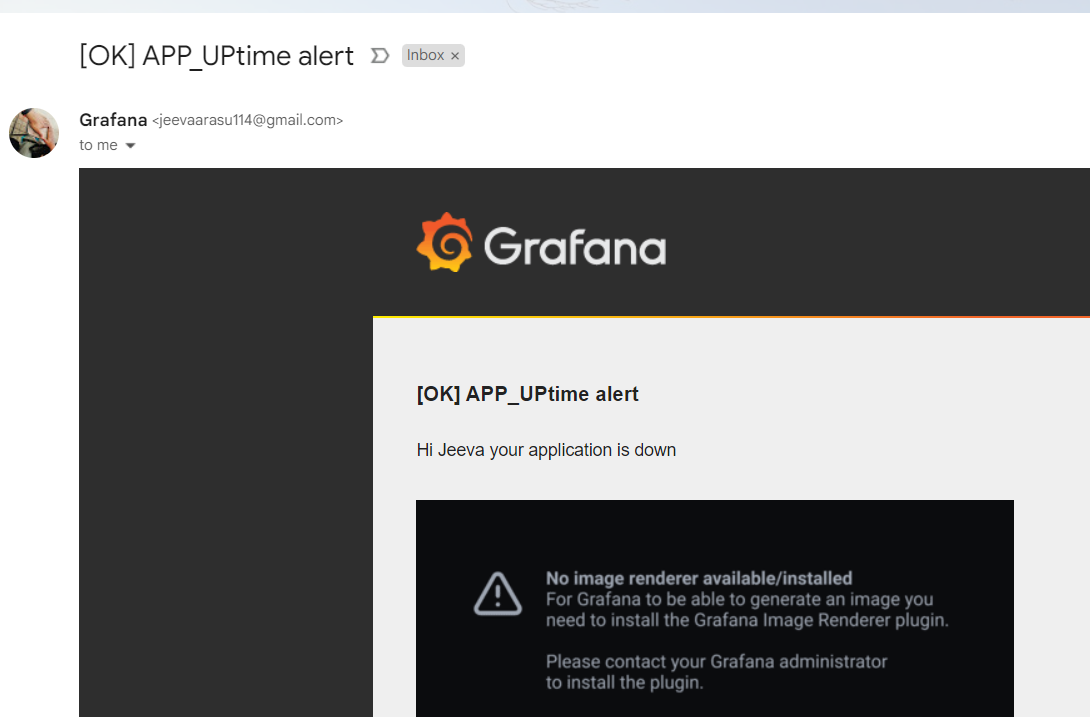 [OK] APP_UPtime alert Inbox ×
Grafana <jeevaarasu114@gmail.com>
to me
Grafana
[OK] APP_UPtime alert
Hi Jeeva your application is down
No image renderer available/installed
For Grafana to be able to generate an image you
need to install the Grafana Image Renderer plugin.
Please contact your Grafana administrator
to install the plugin.